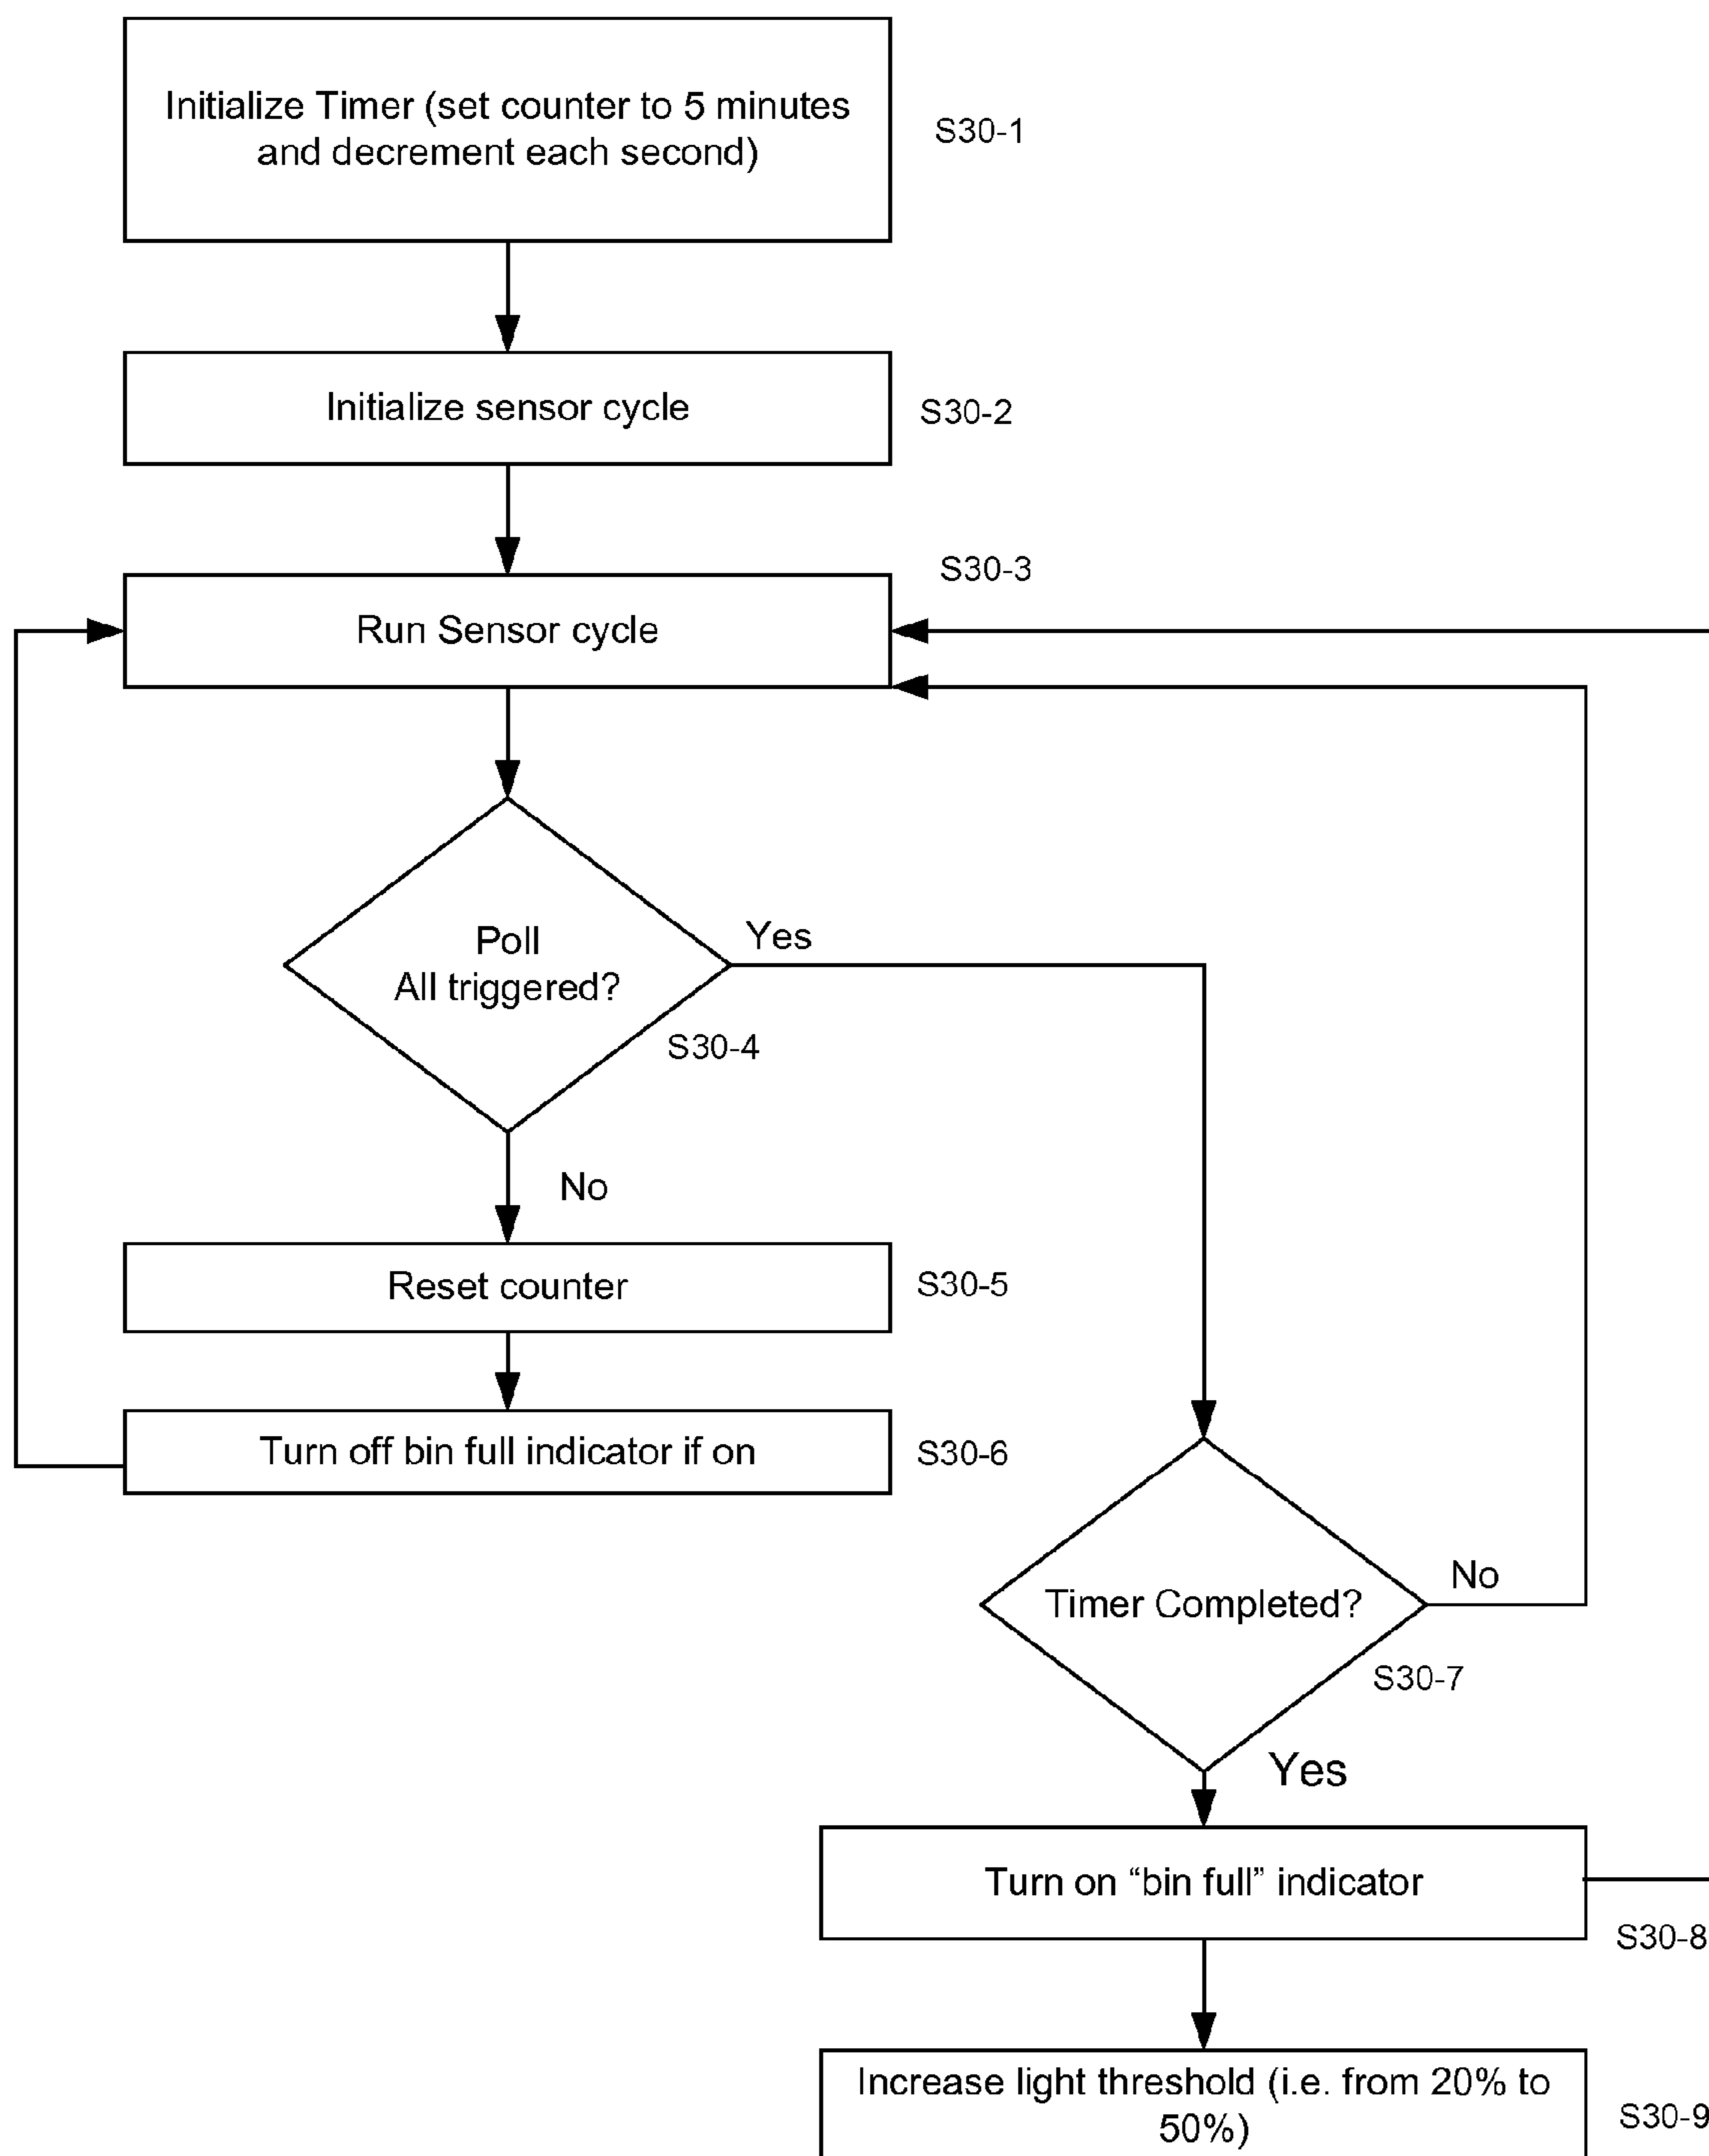 Initialize Timer (set counter to 5 minutes
and decrement each second)
S30-1
Initialize sensor cycle
S30-2
S30-3
Run Sensor cycle
Poll
All triggered?
Yes
S30-4
No
Reset counter
S30-5
Turn off bin full indicator if on
S30-6
Timer Completed?
No
S30-7
Yes
Turn on “bin full” indicator
S30-8
Increase light threshold (i.e. from 20% to
50%)
S30-9